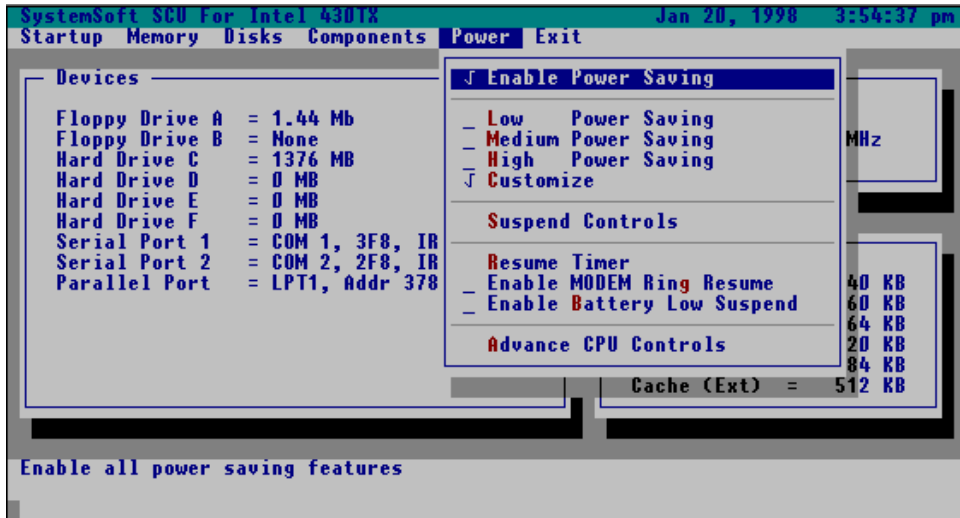 SystemSoft SCU For Intel 430TX Jan 20, 1998 3:54:37 pm
Startup Memory Disks Components Power Exit
Devices
Floppy Drive A = 1.44 Mb
Floppy Drive B = None
Hard Drive C = 1376 MB
Hard Drive D = 0 MB
Hard Drive E = 0 MB
Hard Drive F = 0 MB
Serial Port 1 = COM 1, 3F8, IR
Serial Port 2 = COM 2, 2F8, IR
Parallel Port = LPT1, Addr 378
√ Enable Power Saving
_ Low Power Saving
_ Medium Power Saving
_ High Power Saving
√ Customize
Suspend Controls
Resume Timer
_ Enable MODEM Ring Resume
_ Enable Battery Low Suspend
Advance CPU Controls
MHz
40 KB
60 KB
64 KB
20 KB
84 KB
Cache (Ext) = 512 KB
Enable all power saving features